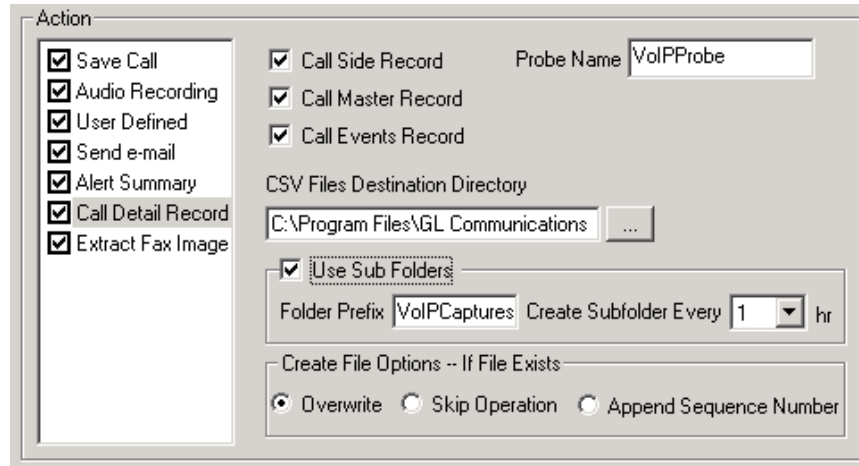 Action
Save Call
Audio Recording
User Defined
Send e-mail
Alert Summary
Call Detail Record
Extract Fax Image
Call Side Record
Probe Name VoIPProbe
Call Master Record
Call Events Record
CSV Files Destination Directory
C:\Program Files\GL Communications ...
Use Sub Folders
Folder Prefix VoIPCaptures Create Subfolder Every 1 hr
Create File Options -- If File Exists
Overwrite Skip Operation Append Sequence Number